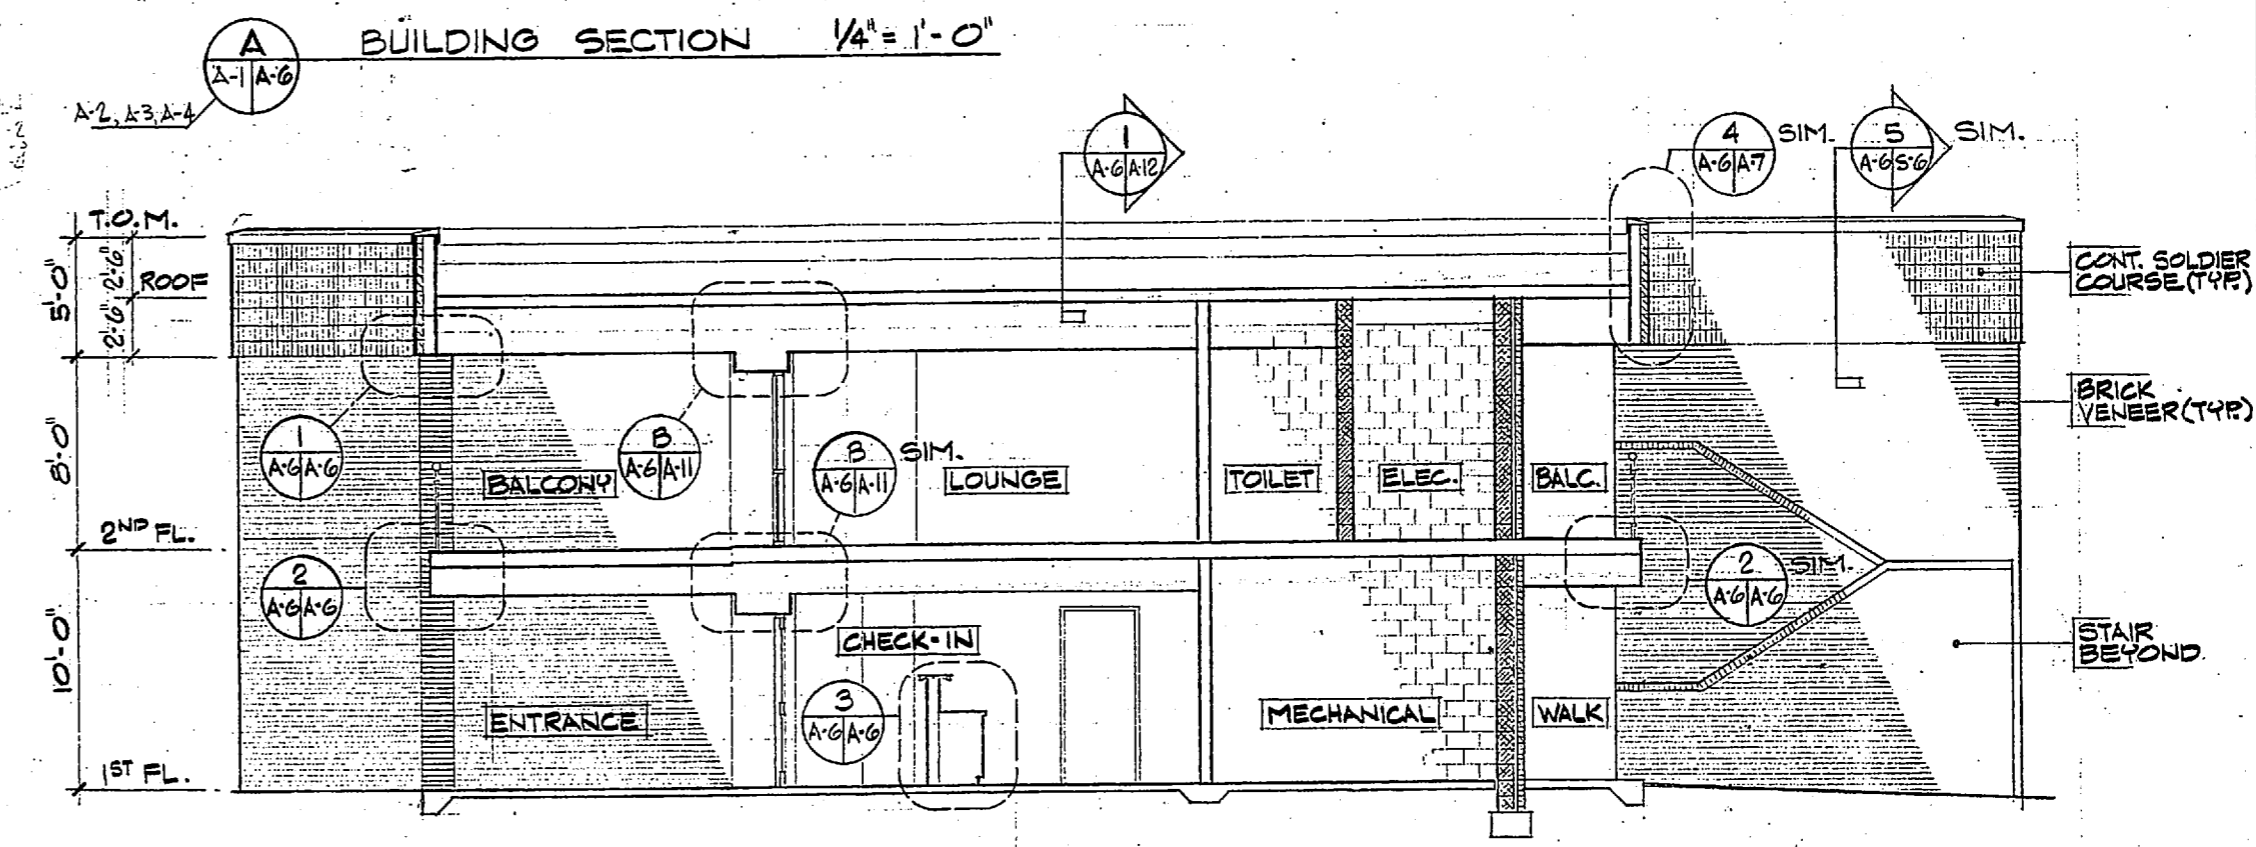 A BUILDING SECTION 1/4" = 1'-0"
A-1 A-6
A-2, A-3, A-4
1
A-6 A-12
4 SIM.
A-6 A-7
5 SIM.
A-6 S-6
T.O.M.
5'-0"
2'-6"
ROOF
2'-6"
CONT. SOLDIER
COURSE (TYP.)
BRICK
VENEER (TYP.)
8'-0"
1
A-6 A-6
BALCONY
B
A-6 A-11
B SIM.
A-6 A-11
LOUNGE
TOILET
ELEC.
BALC.
2ND FL.
2
A-6 A-6
2 SIM.
A-6 A-6
10'-0"
CHECK-IN
STAIR
BEYOND
ENTRANCE
3
A-6 A-6
MECHANICAL
WALK
1ST FL.